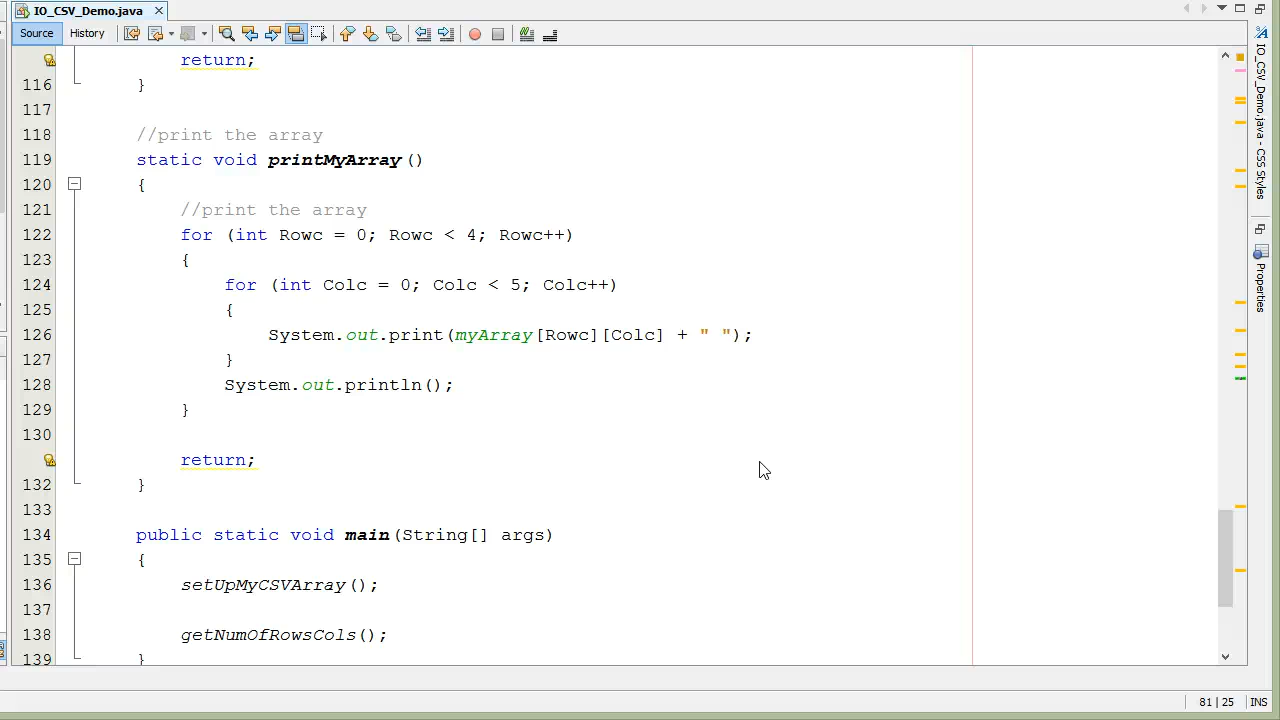 IO_CSV_Demo.java
Source History
return;
116 }
117
118 //print the array
119 static void printMyArray ()
120 {
121 //print the array
122 for (int Rowc = 0; Rowc < 4; Rowc++)
123 {
124 for (int Colc = 0; Colc < 5; Colc++)
125 {
126 System.out.print(myArray[Rowc][Colc] + " ");
127 }
128 System.out.println();
129 }
130
return;
132 }
133
134 public static void main(String[] args)
135 {
136 setUpMyCSVArray();
137
138 getNumOfRowsCols();
139 }
81 | 25 INS
IO_CSV_Demo.java - CSS Styles
Properties